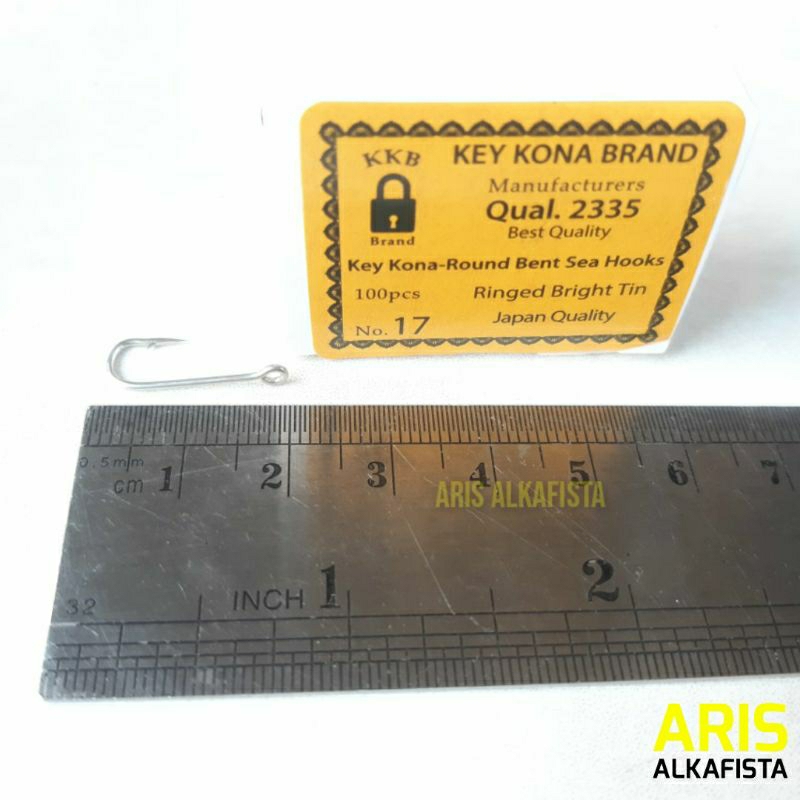 KKB
Brand
KEY KONA BRAND
Manufacturers
Qual. 2335
Best Quality
Key Kona-Round Bent Sea Hooks
100pcs
Ringed Bright Tin
No. 17
Japan Quality
0.5mm
cm 1 2 3 4 5 6 7
ARIS ALKAFISTA
32
INCH 1 2
ARIS
ALKAFISTA